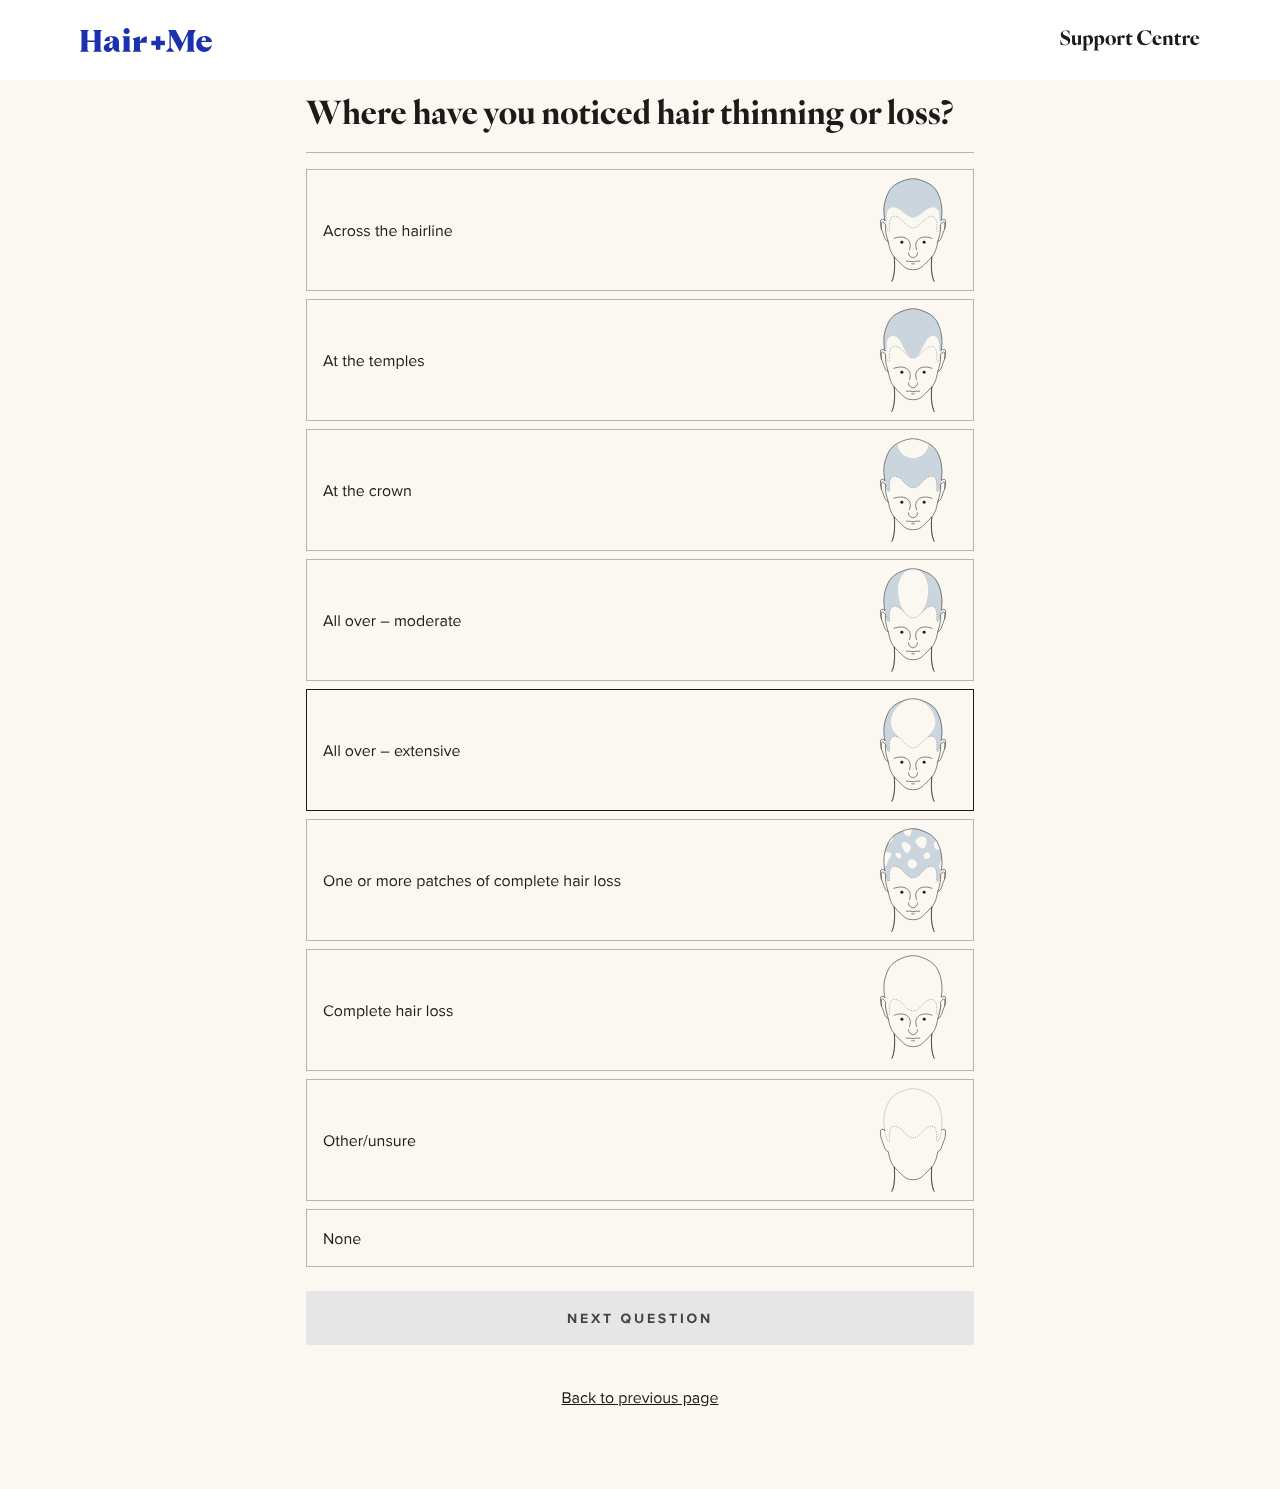 Hair+Me
Support Centre
Where have you noticed hair thinning or loss?
Across the hairline
At the temples
At the crown
All over – moderate
All over – extensive
One or more patches of complete hair loss
Complete hair loss
Other/unsure
None
NEXT QUESTION
Back to previous page